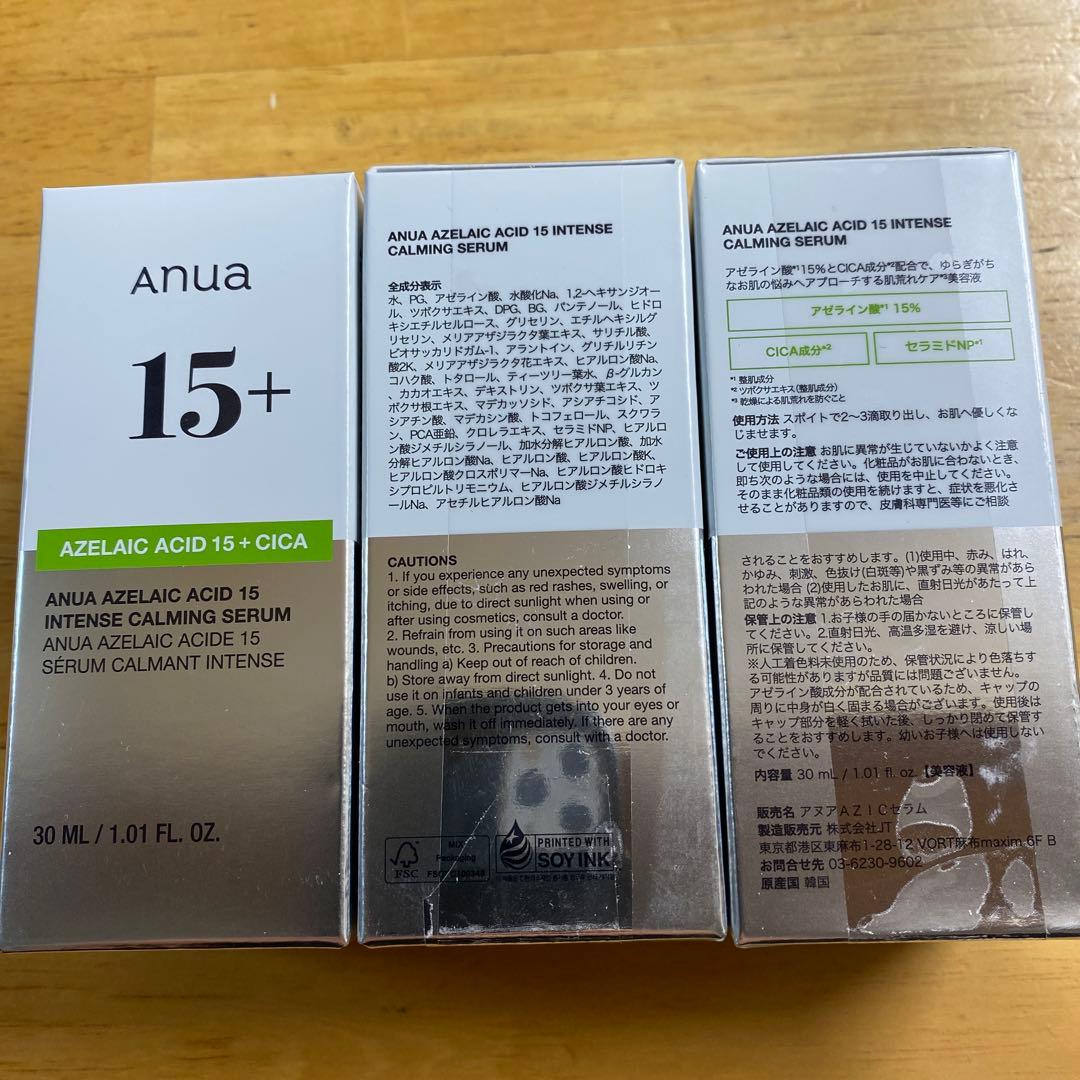 Anua
15+
AZELAIC ACID 15 + CICA
ANUA AZELAIC ACID 15
INTENSE CALMING SERUM
ANUA AZELAIC ACIDE 15
SÉRUM CALMANT INTENSE
30 ML / 1.01 FL. OZ.
ANUA AZELAIC ACID 15 INTENSE
CALMING SERUM
全成分表示
水、PG、アゼライン酸、水酸化Na、1,2-ヘキサンジオー
ル、ツボクサエキス、DPG、BG、パンテノール、ヒドロ
キシエチルセルロース、グリセリン、エチルヘキシルグ
リセリン、メリアアザジラクタ葉エキス、サリチル酸、
ビオサッカリドガム-1、アラントイン、グリチルリチン
酸2K、メリアアザジラクタ花エキス、ヒアルロン酸Na、
コハク酸、トタロール、ティーツリー葉水、β-グルカン
、カカオエキス、デキストリン、ツボクサ葉エキス、ツ
ボクサ根エキス、マデカッソシド、アシアチコシド、ア
シアチン酸、マデカシン酸、トコフェロール、スクワラ
ン、PCA亜鉛、クロレラエキス、セラミドNP、ヒアルロ
ン酸ジメチルシラノール、加水分解ヒアルロン酸、加水
分解ヒアルロン酸Na、ヒアルロン酸、ヒアルロン酸K、
ヒアルロン酸クロスポリマーNa、ヒアルロン酸ヒドロキ
シプロピルトリモニウム、ヒアルロン酸ジメチルシラノ
ールNa、アセチルヒアルロン酸Na
CAUTIONS
1. If you experience any unexpected symptoms
or side effects, such as red rashes, swelling, or
itching, due to direct sunlight when using or
after using cosmetics, consult a doctor.
2. Refrain from using it on such areas like
wounds, etc. 3. Precautions for storage and
handling a) Keep out of reach of children.
b) Store away from direct sunlight. 4. Do not
use it on infants and children under 3 years of
age. 5. When the product gets into your eyes or
mouth, wash it off immediately. If there are any
unexpected symptoms, consult with a doctor.
FSC
MIX
Packaging
PRINTED WITH
SOY INK
ANUA AZELAIC ACID 15 INTENSE
CALMING SERUM
アゼライン酸*¹15%とCICA成分*²配合で、ゆらぎがち
なお肌の悩みへアプローチする肌荒れケア*³美容液
アゼライン酸*¹ 15%
CICA成分*²
セラミドNP*¹
*¹ 整肌成分
*² ツボクサエキス(整肌成分)
*³ 乾燥による肌荒れを防ぐこと
使用方法 スポイトで2〜3滴取り出し、お肌へ優しくな
じませます。
ご使用上の注意 お肌に異常が生じていないかよく注意
して使用してください。化粧品がお肌に合わないとき、
即ち次のような場合には、使用を中止してください。
そのまま化粧品類の使用を続けますと、症状を悪化さ
せることがありますので、皮膚科専門医等にご相談
されることをおすすめします。(1)使用中、赤み、はれ、
かゆみ、刺激、色抜け(白斑等)や黒ずみ等の異常があら
われた場合 (2)使用したお肌に、直射日光があたって上
記のような異常があらわれた場合
保管上の注意 1.お子様の手の届かないところに保管し
てください。2.直射日光、高温多湿を避け、涼しい場
所に保管してください。
※人工着色料未使用のため、保管状況により色落ちす
る可能性がありますが品質には問題ございません。
アゼライン酸成分が配合されているため、キャップの
周りに中身が白く固まる場合がございます。使用後は
キャップ部分を軽く拭いた後、しっかり閉めて保管す
ることをおすすめします。幼いお子様へは使用しない
でください。
内容量 30 mL / 1.01 fl. oz.【美容液】
販売名 アヌアAZICセラム
製造販売元 株式会社JT
東京都港区東麻布1-28-12 VORT麻布maxim 6F B
お問合せ先 03-6230-9602
原産国 韓国